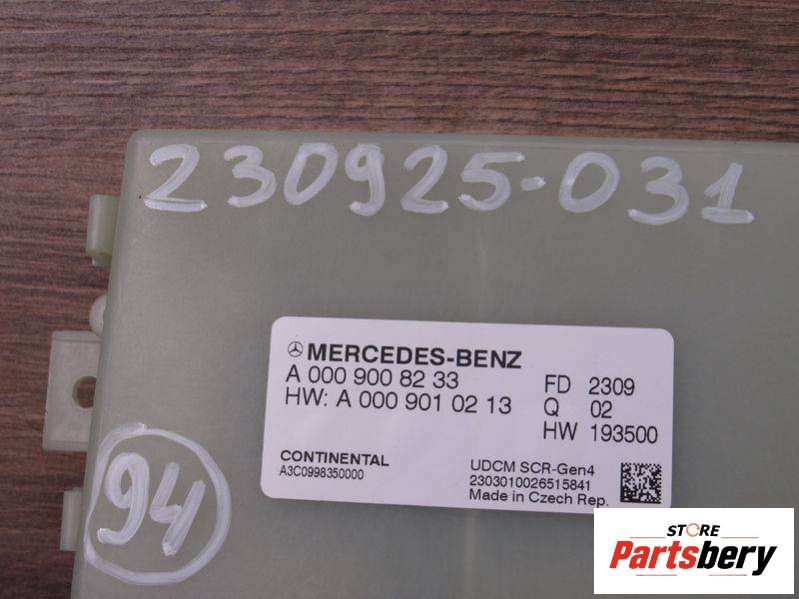 230925-031
MERCEDES-BENZ
A 000 900 82 33
HW: A 000 901 02 13
FD 2309
Q 02
HW 193500
CONTINENTAL
A3C0998350000
UDCM SCR-Gen4
2303010026515841
Made in Czech Rep.
94
STORE
Partsbery